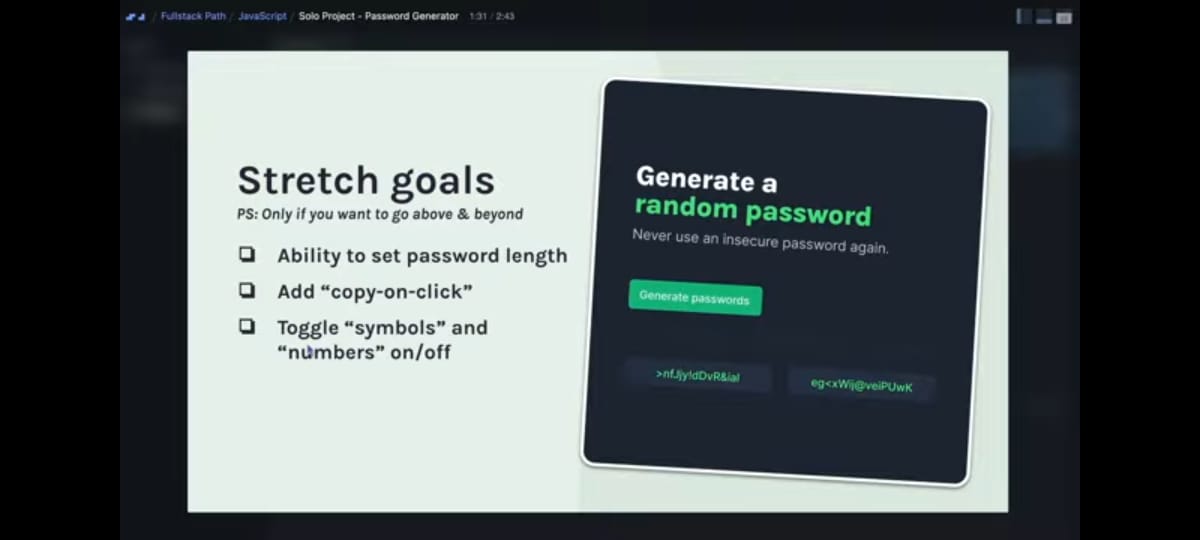 / Fullstack Path / JavaScript / Solo Project - Password Generator 1:31 / 2:43
Stretch goals
PS: Only if you want to go above & beyond
Ability to set password length
Add “copy-on-click”
Toggle “symbols” and
“numbers” on/off
Generate a
random password
Never use an insecure password again.
Generate passwords
>nfJjy!dDvR&ial
eg<xWij@veiPUwK